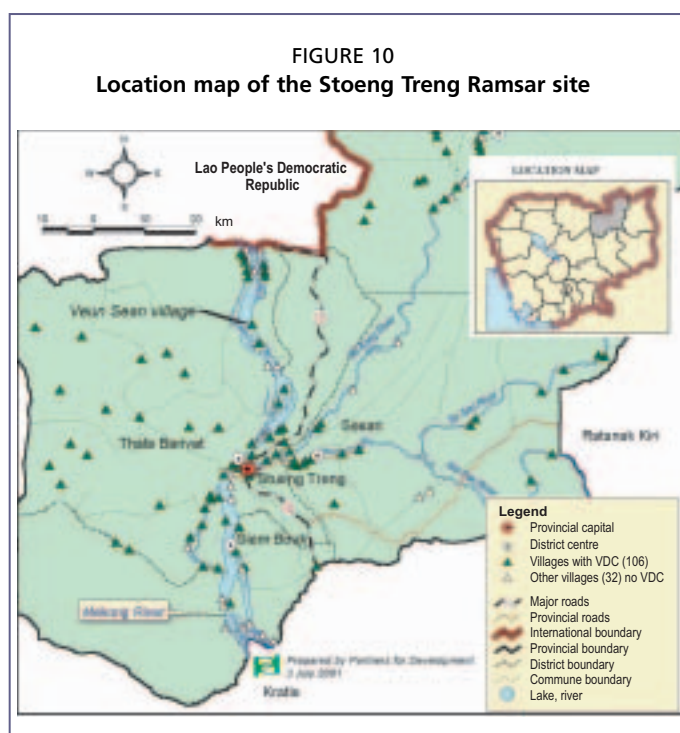 FIGURE 10
Location map of the Stoeng Treng Ramsar site
Lao People's Democratic
Republic
LOCATION MAP
km
Veun Sean village
Sesan
Ratanak Kiri
Thala Barivat
Stueng Treng
Siem Bouk
Mekong River
Prepared by Partners for Development
3 July 2001
Kratie
Legend
Provincial capital
District centre
Villages with VDC (106)
Other villages (32) no VDC
Major roads
Provincial roads
International boundary
Provincial boundary
District boundary
Commune boundary
Lake, river